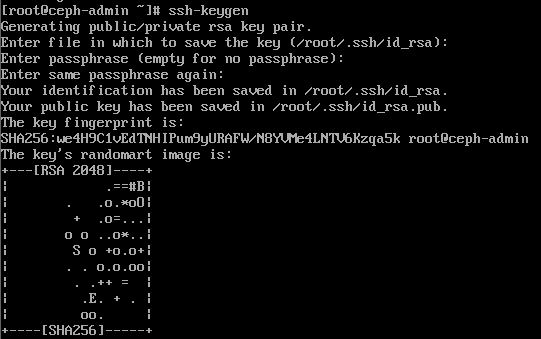 [root@ceph-admin ~]# ssh-keygen
Generating public/private rsa key pair.
Enter file in which to save the key (/root/.ssh/id_rsa):
Enter passphrase (empty for no passphrase):
Enter same passphrase again:
Your identification has been saved in /root/.ssh/id_rsa.
Your public key has been saved in /root/.ssh/id_rsa.pub.
The key fingerprint is:
SHA256:we4H9C1vEdTNHIPum9yURAFW/N8YVMe4LNTV6Kzqa5k root@ceph-admin
The key's randomart image is:
+---[RSA 2048]----+
|            .==#B|
|       .   .o.*oO|
|        +  .o=...|
|       o o ..o*..|
|        S o +o.o+|
|       . . o.o.oo|
|        . .++ =  |
|         .E. + . |
|         oo.     |
+----[SHA256]-----+